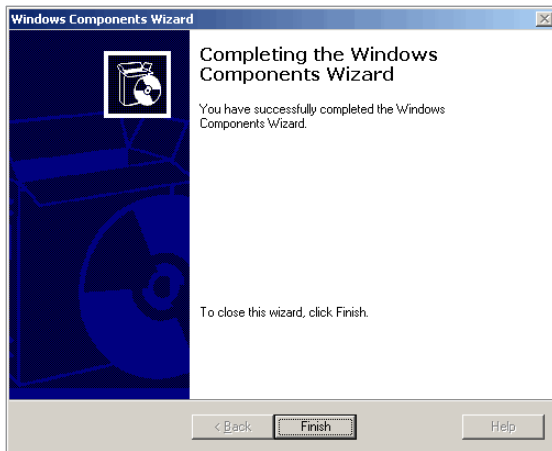 Windows Components Wizard
Completing the Windows
Components Wizard
You have successfully completed the Windows
Components Wizard.
To close this wizard, click Finish.
< Back
Finish
Help